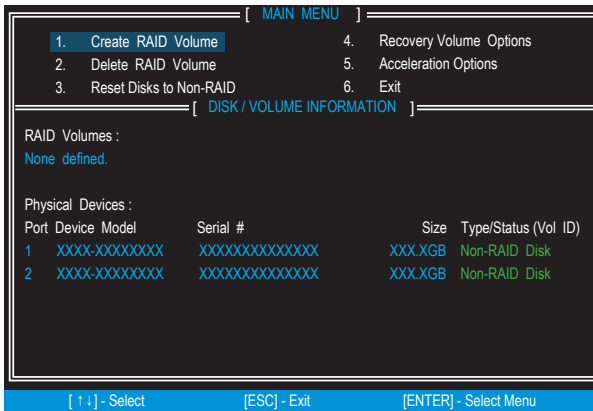 [ MAIN MENU ]
1. Create RAID Volume 4. Recovery Volume Options
2. Delete RAID Volume 5. Acceleration Options
3. Reset Disks to Non-RAID 6. Exit
[ DISK / VOLUME INFORMATION ]
RAID Volumes :
None defined.
Physical Devices :
Port Device Model Serial # Size Type/Status (Vol ID)
1 XXXX-XXXXXXXX XXXXXXXXXXXXXX XXX.XGB Non-RAID Disk
2 XXXX-XXXXXXXX XXXXXXXXXXXXXX XXX.XGB Non-RAID Disk
[ ↑↓] - Select [ESC] - Exit [ENTER] - Select Menu